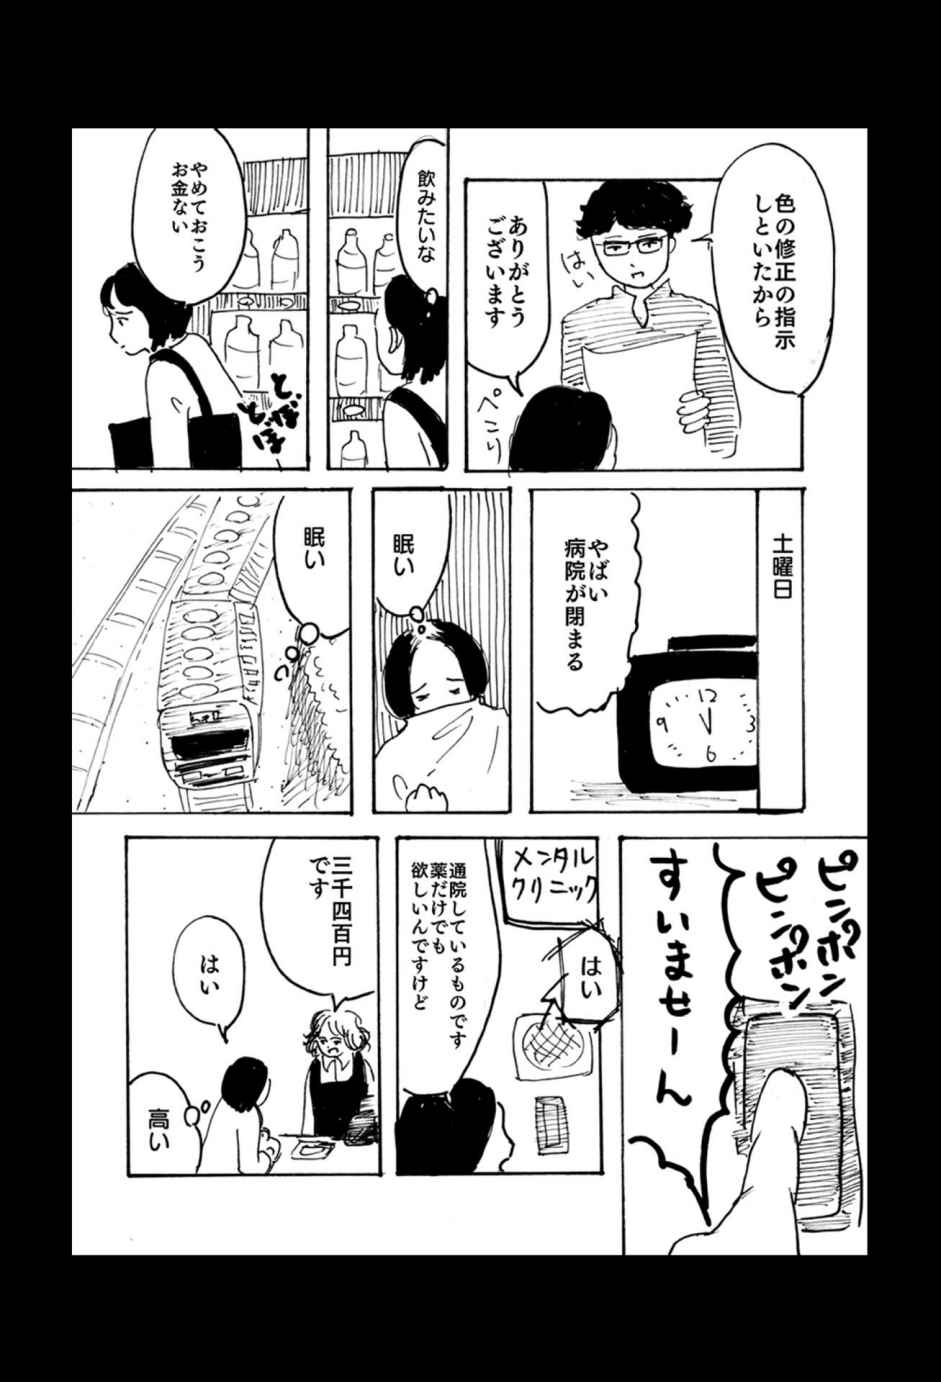 色の修正の指示
しといたから
はい
ありがとう
ございます
ぺこり
飲みたいな
やめておこう
お金ない
とぼ
とぼ
土曜日
12
3
6
9
やばい
病院が閉まる
眠い
眠い
ピンポン
ピンポン
すいませーん
メンタル
クリニック
はい
通院しているものです
薬だけでも
欲しいんですけど
三千四百円
です
はい
高い